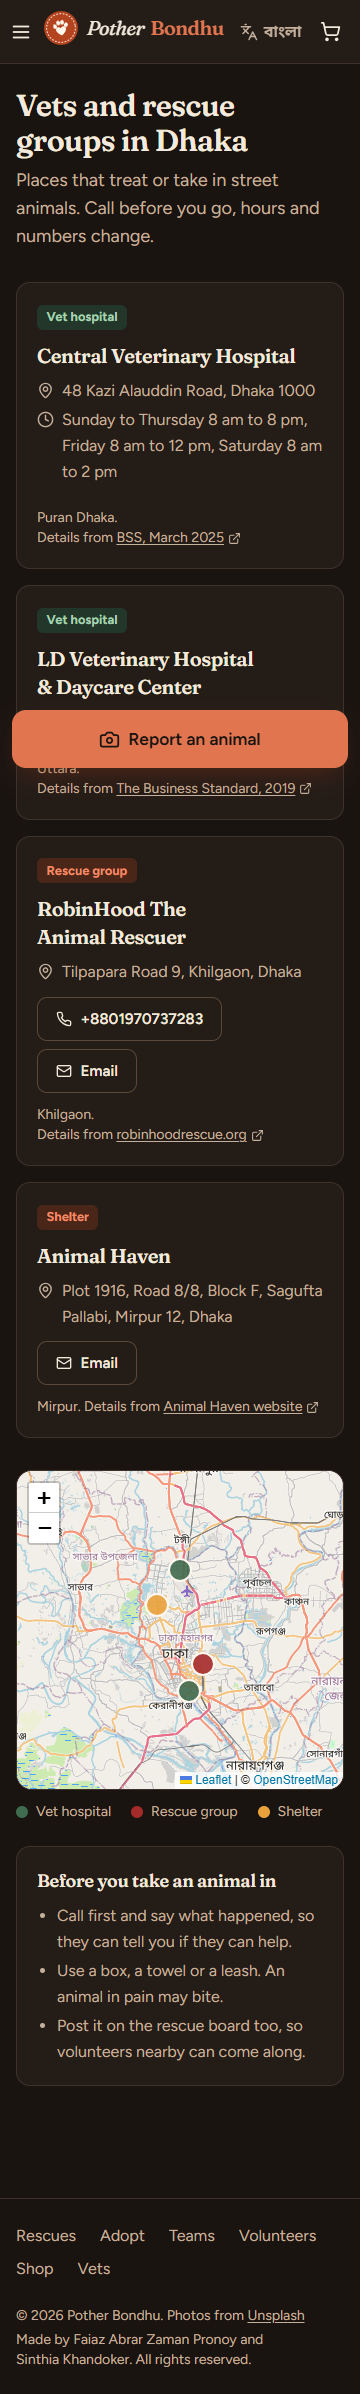 Pother Bondhu
বাংলা
Vets and rescue
groups in Dhaka
Places that treat or take in street
animals. Call before you go, hours and
numbers change.
Vet hospital
Central Veterinary Hospital
48 Kazi Alauddin Road, Dhaka 1000
Sunday to Thursday 8 am to 8 pm,
Friday 8 am to 12 pm, Saturday 8 am
to 2 pm
Puran Dhaka.
Details from BSS, March 2025
Vet hospital
LD Veterinary Hospital
& Daycare Center
Report an animal
Uttara.
Details from The Business Standard, 2019
Rescue group
RobinHood The
Animal Rescuer
Tilpapara Road 9, Khilgaon, Dhaka
+8801970737283
Email
Khilgaon.
Details from robinhoodrescue.org
Shelter
Animal Haven
Plot 1916, Road 8/8, Block F, Sagufta
Pallabi, Mirpur 12, Dhaka
Email
Mirpur. Details from Animal Haven website
+
−
টঙ্গী
সাভার উপজেলা
সাভার
পূর্বাচল
কাঞ্চন
রূপগঞ্জ
ঢাকা মহানগর
ঢাকা
তারাবো
কেরানীগঞ্জ
নারায়ণগঞ্জ
Leaflet | © OpenStreetMap
Vet hospital
Rescue group
Shelter
Before you take an animal in
• Call first and say what happened, so
they can tell you if they can help.
• Use a box, a towel or a leash. An
animal in pain may bite.
• Post it on the rescue board too, so
volunteers nearby can come along.
Rescues Adopt Teams Volunteers
Shop Vets
© 2026 Pother Bondhu. Photos from Unsplash
Made by Faiaz Abrar Zaman Pronoy and
Sinthia Khandoker. All rights reserved.